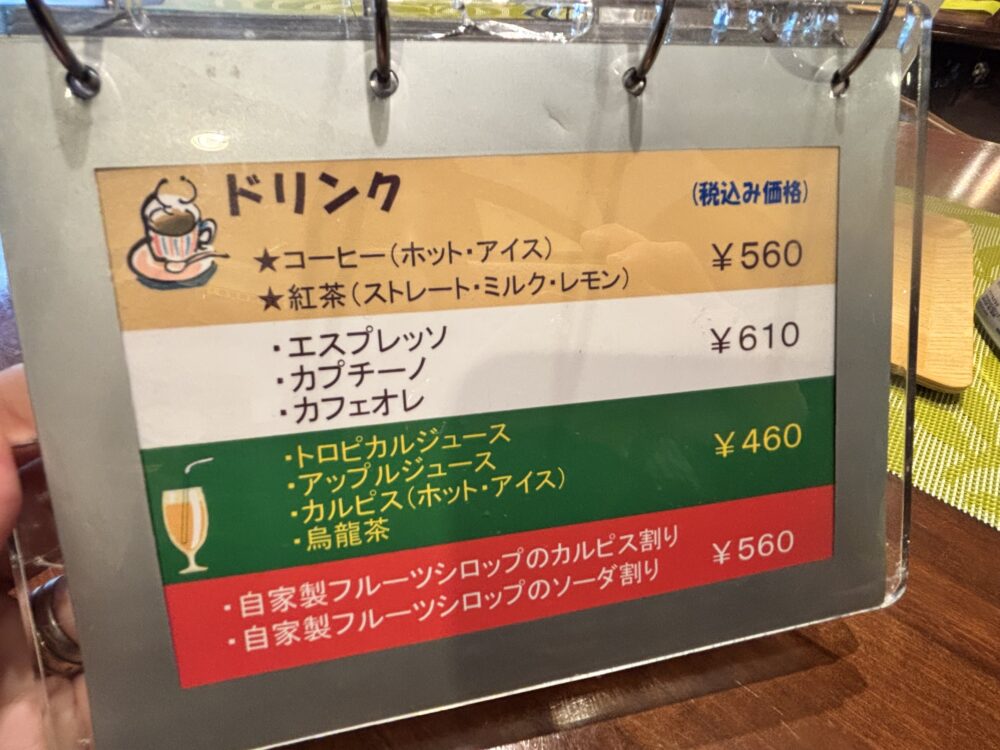 ドリンク
(税込み価格)
★コーヒー(ホット・アイス)
¥560
★紅茶(ストレート・ミルク・レモン)
・エスプレッソ
¥610
・カプチーノ
・カフェオレ
・トロピカルジュース
¥460
・アップルジュース
・カルピス(ホット・アイス)
・烏龍茶
・自家製フルーツシロップのカルピス割り
¥560
・自家製フルーツシロップのソーダ割り